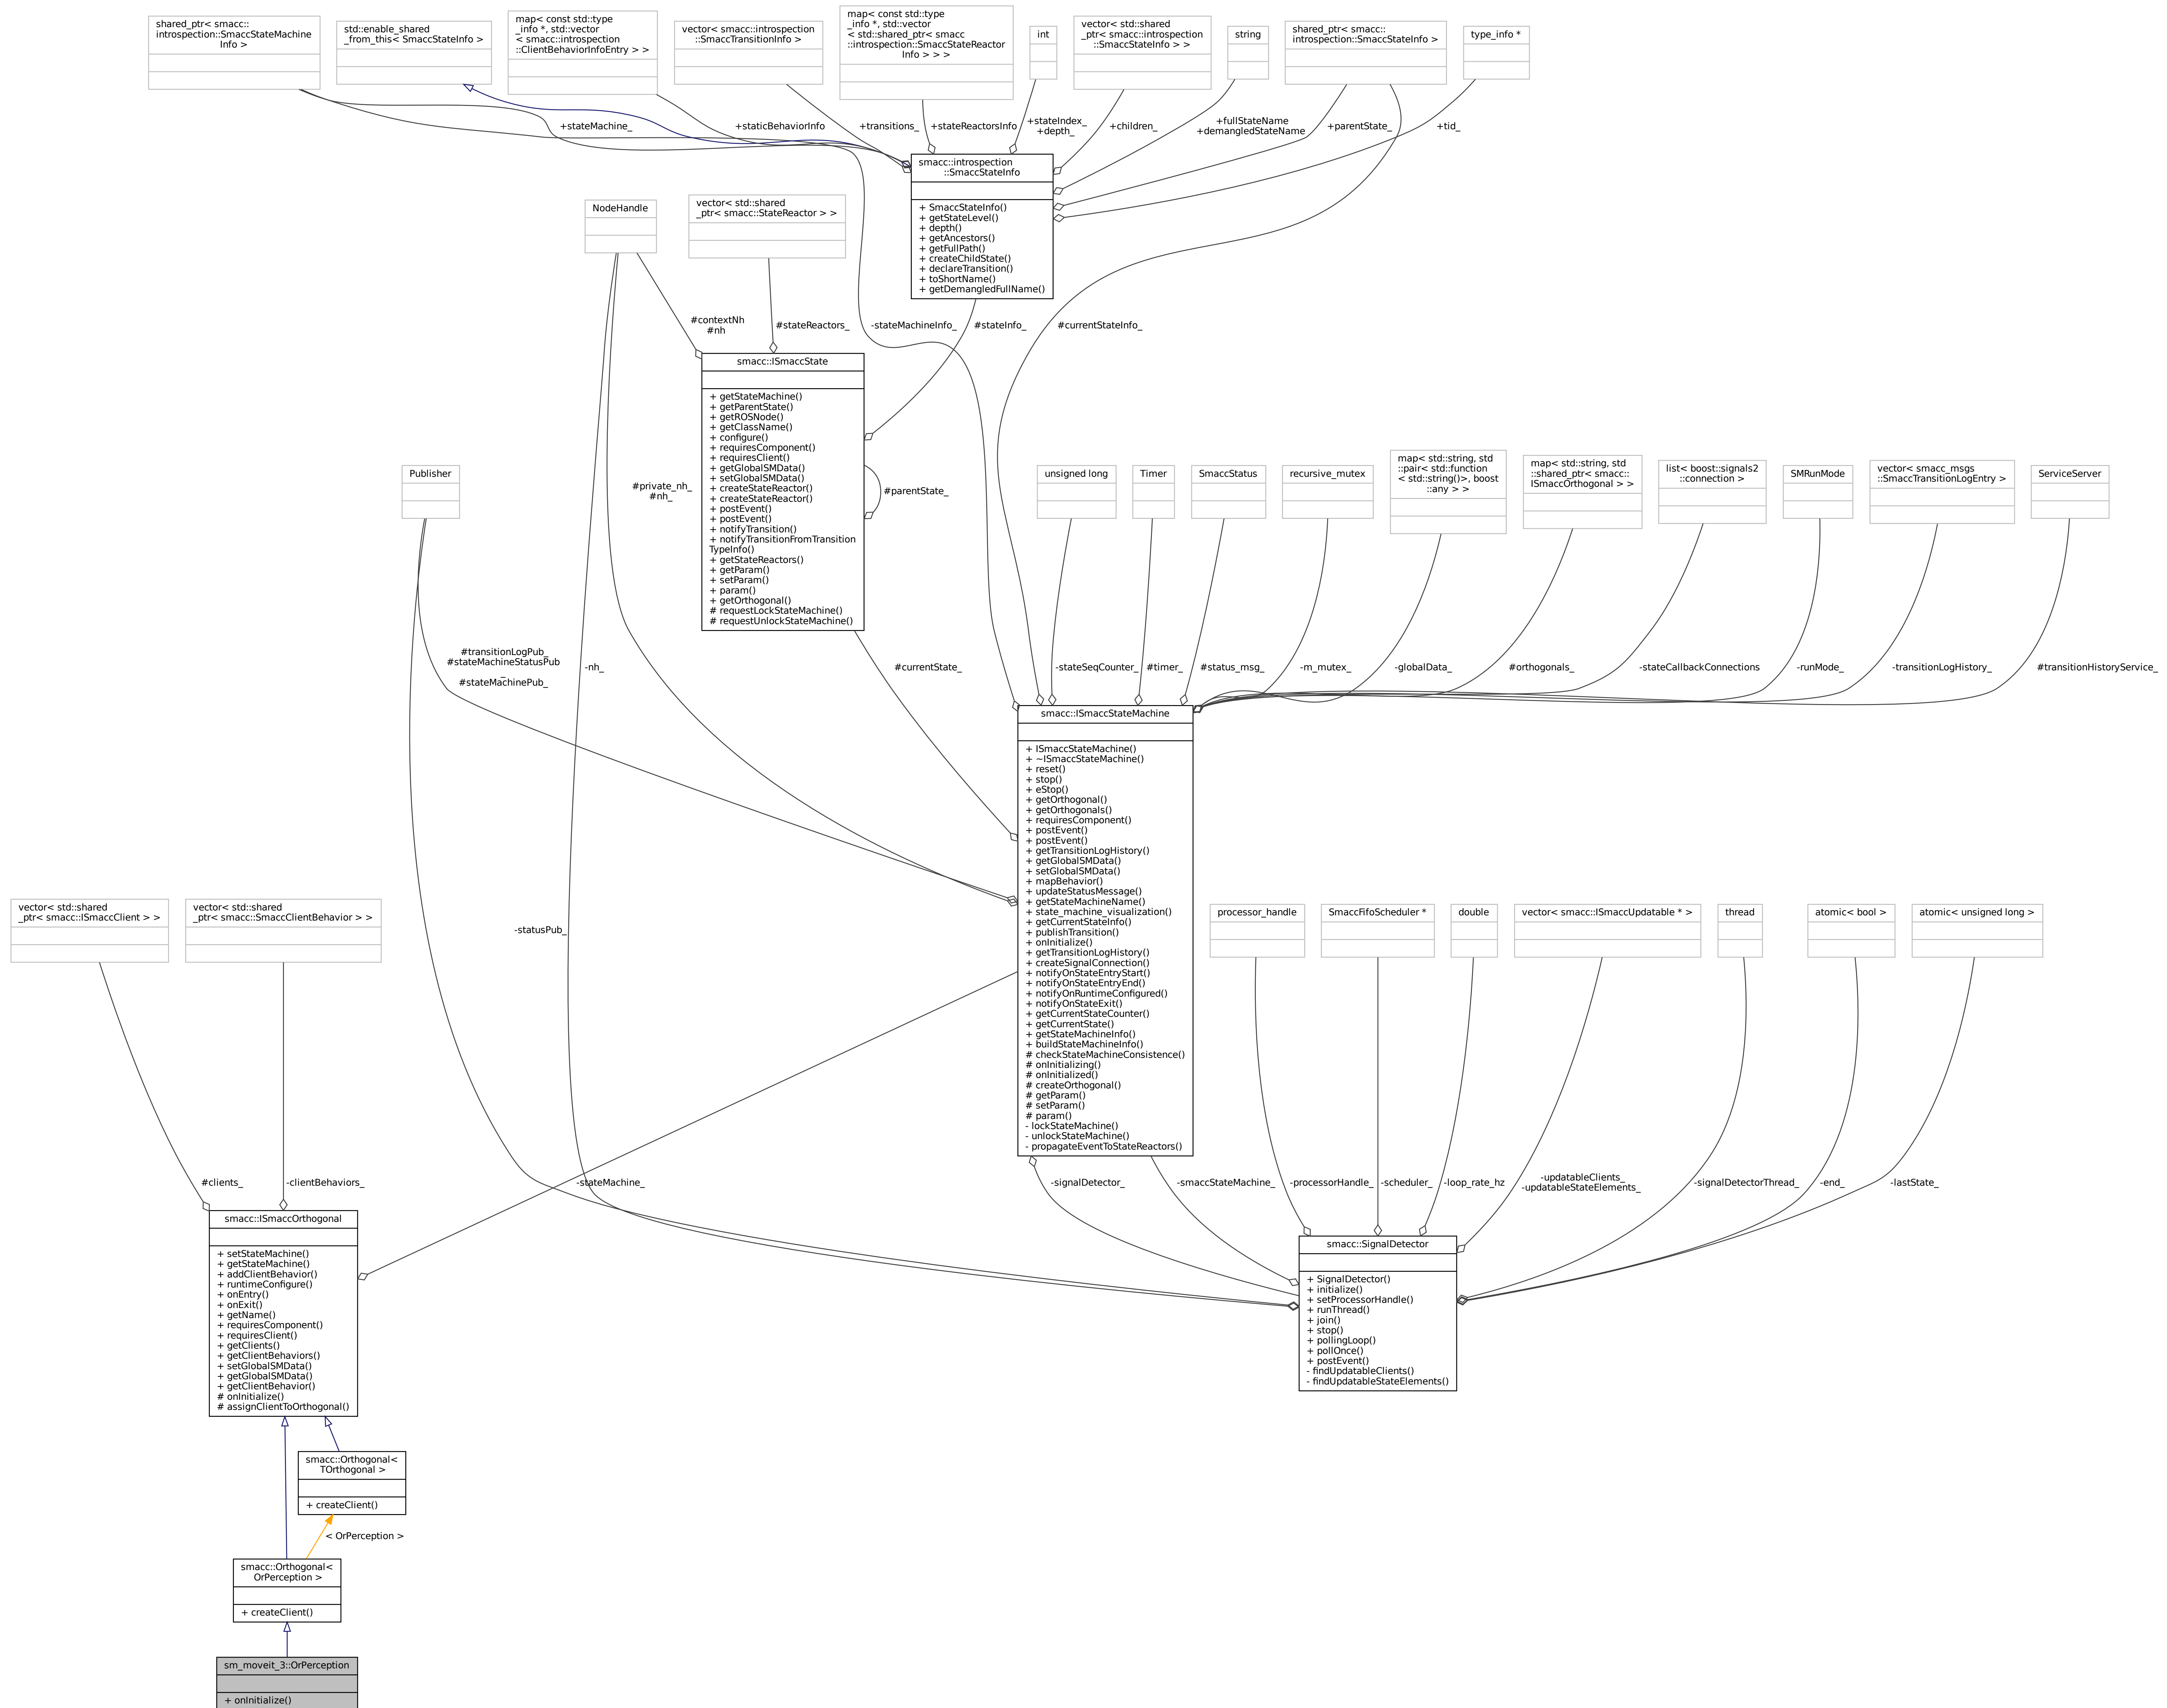 shared_ptr< smacc::
introspection::SmaccStateMachine
Info >
std::enable_shared
_from_this< SmaccStateInfo >
map< const std::type
_info *, std::vector
< smacc::introspection
::ClientBehaviorInfoEntry > >
vector< smacc::introspection
::SmaccTransitionInfo >
map< const std::type
_info *, std::vector
< std::shared_ptr< smacc
::introspection::SmaccStateReactor
Info > > >
int
vector< std::shared
_ptr< smacc::introspection
::SmaccStateInfo > >
string
shared_ptr< smacc::
introspection::SmaccStateInfo >
type_info *
+stateMachine_
+staticBehaviorInfo
+transitions_
+stateReactorsInfo
+stateIndex_
+depth_
+children_
+fullStateName
+demangledStateName
+parentState_
+tid_
smacc::introspection
::SmaccStateInfo
+ SmaccStateInfo()
+ getStateLevel()
+ depth()
+ getAncestors()
+ getFullPath()
+ createChildState()
+ declareTransition()
+ toShortName()
+ getDemangledFullName()
NodeHandle
vector< std::shared
_ptr< smacc::StateReactor > >
#contextNh
#nh
#stateReactors_
-stateMachineInfo_
#stateInfo_
#currentStateInfo_
smacc::ISmaccState
+ getStateMachine()
+ getParentState()
+ getROSNode()
+ getClassName()
+ configure()
+ requiresComponent()
+ requiresClient()
+ getGlobalSMData()
+ setGlobalSMData()
+ createStateReactor()
+ createStateReactor()
+ postEvent()
+ postEvent()
+ notifyTransition()
+ notifyTransitionFromTransition
TypeInfo()
+ getStateReactors()
+ getParam()
+ setParam()
+ param()
+ getOrthogonal()
# requestLockStateMachine()
# requestUnlockStateMachine()
#parentState_
Publisher
#private_nh_
#nh_
unsigned long
Timer
SmaccStatus
recursive_mutex
map< std::string, std
::pair< std::function
< std::string()>, boost
::any > >
map< std::string, std
::shared_ptr< smacc::
ISmaccOrthogonal > >
list< boost::signals2
::connection >
SMRunMode
vector< smacc_msgs
::SmaccTransitionLogEntry >
ServiceServer
#transitionLogPub_
#stateMachineStatusPub
_
#stateMachinePub_
-nh_
#currentState_
-stateSeqCounter_
#timer_
#status_msg_
-m_mutex_
-globalData_
#orthogonals_
-stateCallbackConnections
-runMode_
-transitionLogHistory_
#transitionHistoryService_
smacc::ISmaccStateMachine
+ ISmaccStateMachine()
+ ~ISmaccStateMachine()
+ reset()
+ stop()
+ eStop()
+ getOrthogonal()
+ getOrthogonals()
+ requiresComponent()
+ postEvent()
+ postEvent()
+ getTransitionLogHistory()
+ getGlobalSMData()
+ setGlobalSMData()
+ mapBehavior()
+ updateStatusMessage()
+ getStateMachineName()
+ state_machine_visualization()
+ getCurrentStateInfo()
+ publishTransition()
+ onInitialize()
+ getTransitionLogHistory()
+ createSignalConnection()
+ notifyOnStateEntryStart()
+ notifyOnStateEntryEnd()
+ notifyOnRuntimeConfigured()
+ notifyOnStateExit()
+ getCurrentStateCounter()
+ getCurrentState()
+ getStateMachineInfo()
+ buildStateMachineInfo()
# checkStateMachineConsistence()
# onInitializing()
# onInitialized()
# createOrthogonal()
# getParam()
# setParam()
# param()
- lockStateMachine()
- unlockStateMachine()
- propagateEventToStateReactors()
vector< std::shared
_ptr< smacc::ISmaccClient > >
vector< std::shared
_ptr< smacc::SmaccClientBehavior > >
-statusPub_
processor_handle
SmaccFifoScheduler *
double
vector< smacc::ISmaccUpdatable * >
thread
atomic< bool >
atomic< unsigned long >
#clients_
-clientBehaviors_
-stateMachine_
-signalDetector_
-smaccStateMachine_
-processorHandle_
-scheduler_
-loop_rate_hz
-updatableClients_
-updatableStateElements_
-signalDetectorThread_
-end_
-lastState_
smacc::ISmaccOrthogonal
+ setStateMachine()
+ getStateMachine()
+ addClientBehavior()
+ runtimeConfigure()
+ onEntry()
+ onExit()
+ getName()
+ requiresComponent()
+ requiresClient()
+ getClients()
+ getClientBehaviors()
+ setGlobalSMData()
+ getGlobalSMData()
+ getClientBehavior()
# onInitialize()
# assignClientToOrthogonal()
smacc::SignalDetector
+ SignalDetector()
+ initialize()
+ setProcessorHandle()
+ runThread()
+ join()
+ stop()
+ pollingLoop()
+ pollOnce()
+ postEvent()
- findUpdatableClients()
- findUpdatableStateElements()
smacc::Orthogonal<
TOrthogonal >
+ createClient()
< OrPerception >
smacc::Orthogonal<
OrPerception >
+ createClient()
sm_moveit_3::OrPerception
+ onInitialize()